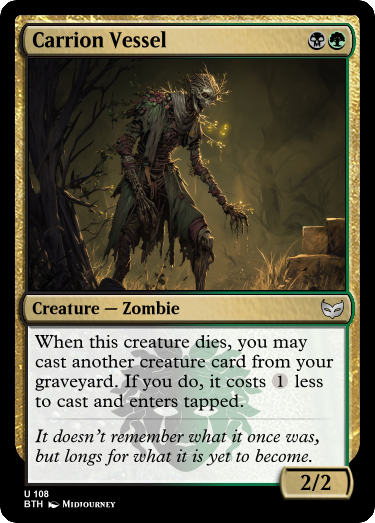 Carrion Vessel
Creature — Zombie
When this creature dies, you may
cast another creature card from your
graveyard. If you do, it costs 1 less
to cast and enters tapped.
It doesn't remember what it once was,
but longs for what it is yet to become.
2/2
U 108
BTH Midjourney